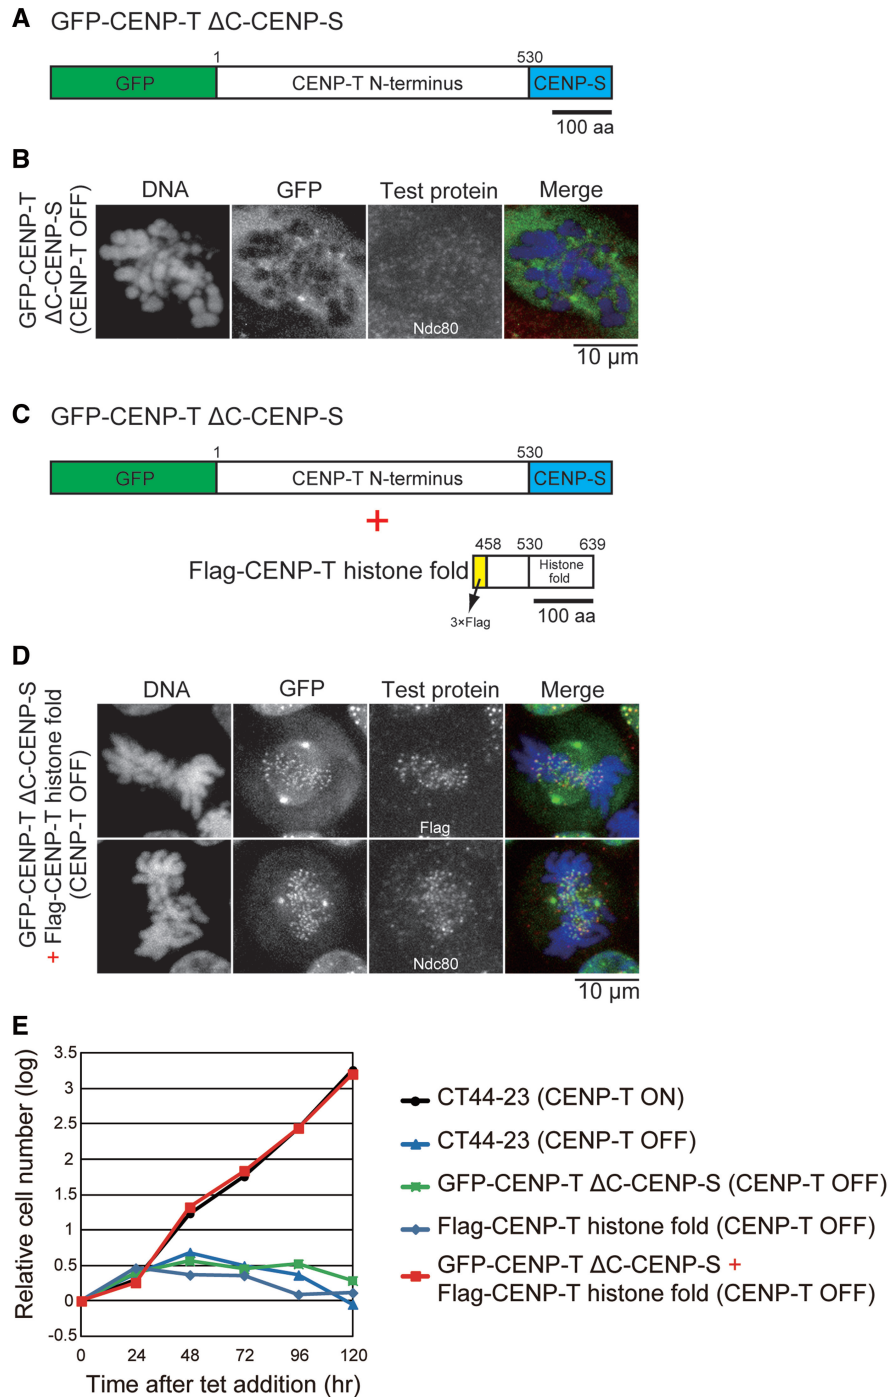 A GFP-CENP-T ΔC-CENP-S
1 530
GFP CENP-T N-terminus CENP-S
100 aa
B
DNA GFP Test protein Merge
GFP-CENP-T
ΔC-CENP-S
(CENP-T OFF)
Ndc80
10 µm
C GFP-CENP-T ΔC-CENP-S
1 530
GFP CENP-T N-terminus CENP-S
+
458 530 639
Flag-CENP-T histone fold
Histone
fold
3×Flag
100 aa
D
DNA GFP Test protein Merge
GFP-CENP-T ΔC-CENP-S
+ Flag-CENP-T histone fold
(CENP-T OFF)
Flag
Ndc80
10 µm
E
Relative cell number (log)
3.5
3
2.5
2
1.5
1
0.5
0
-0.5
0 24 48 72 96 120
Time after tet addition (hr)
CT44-23 (CENP-T ON)
CT44-23 (CENP-T OFF)
GFP-CENP-T ΔC-CENP-S (CENP-T OFF)
Flag-CENP-T histone fold (CENP-T OFF)
GFP-CENP-T ΔC-CENP-S +
Flag-CENP-T histone fold (CENP-T OFF)